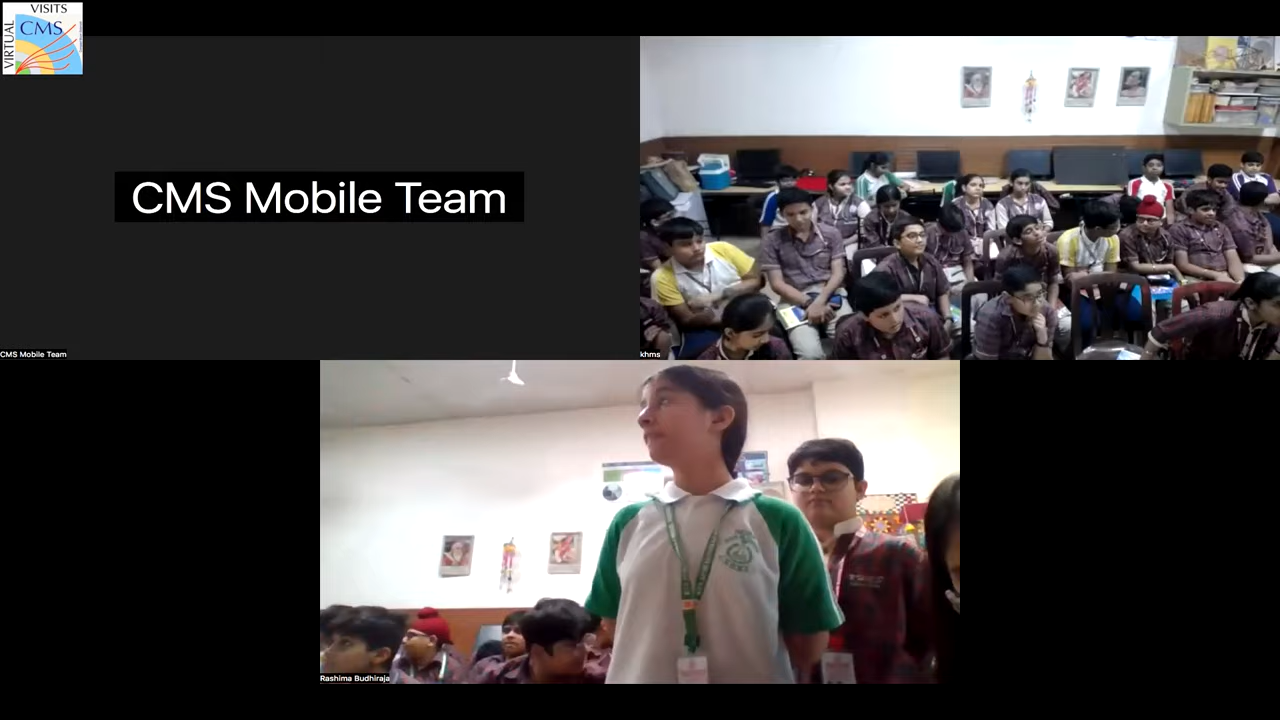 VISITS
CMS
VIRTUAL
CMS Mobile Team
CMS Mobile Team
khms
Rashima Budhiraja